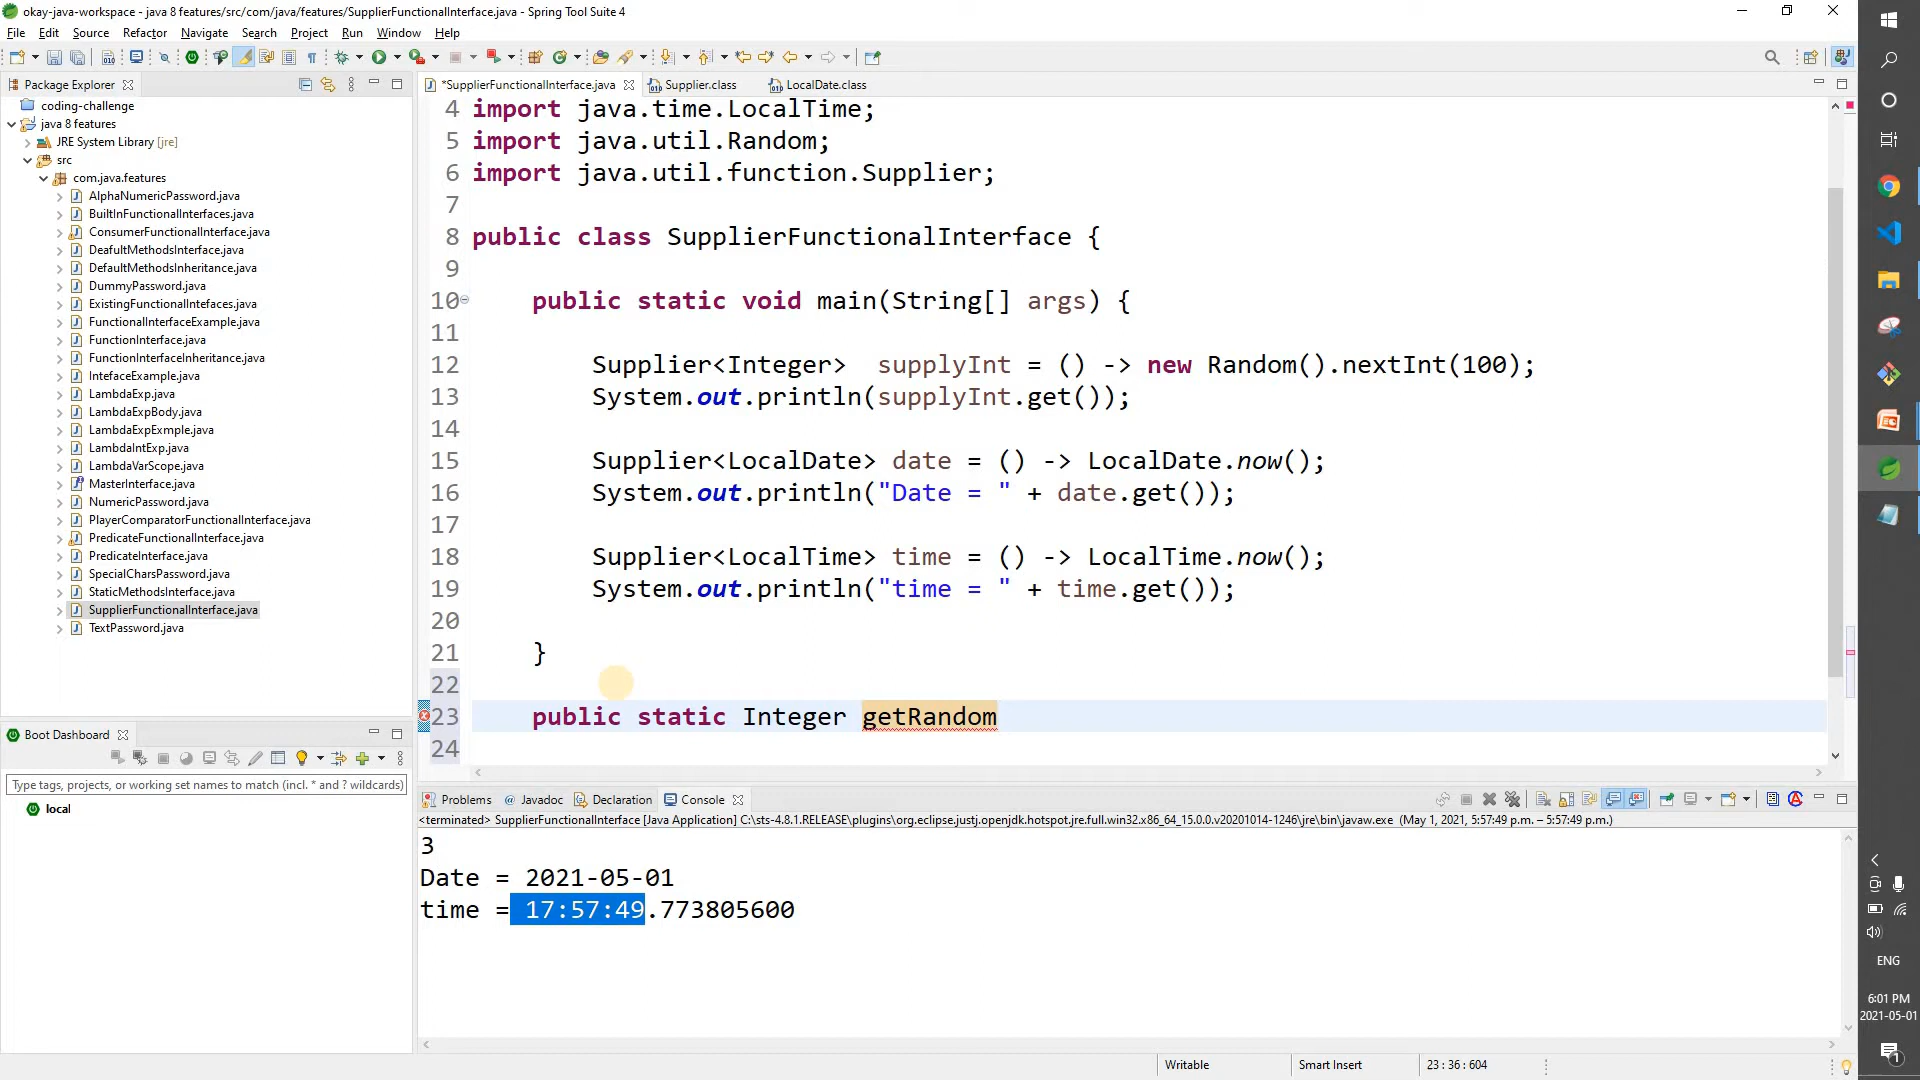 okay-java-workspace - java 8 features/src/com/java/features/SupplierFunctionalInterface.java - Spring Tool Suite 4
File Edit Source Refactor Navigate Search Project Run Window Help
Package Explorer
coding-challenge
java 8 features
JRE System Library [jre]
src
com.java.features
AlphaNumericPassword.java
BuiltInFunctionalInterfaces.java
ConsumerFunctionalInterface.java
DeafultMethodsInterface.java
DefaultMethodsInheritance.java
DummyPassword.java
ExistingFunctionalIntefaces.java
FunctionalInterfaceExample.java
FunctionInterface.java
FunctionInterfaceInheritance.java
IntefaceExample.java
LambdaExp.java
LambdaExpBody.java
LambdaExpExmple.java
LambdaIntExp.java
LambdaVarScope.java
MasterInterface.java
NumericPassword.java
PlayerComparatorFunctionalInterface.java
PredicateFunctionalInterface.java
PredicateInterface.java
SpecialCharsPassword.java
StaticMethodsInterface.java
SupplierFunctionalInterface.java
TextPassword.java
Boot Dashboard
Type tags, projects, or working set names to match (incl. * and ? wildcards)
local
*SupplierFunctionalInterface.java Supplier.class LocalDate.class
4 import java.time.LocalTime;
5 import java.util.Random;
6 import java.util.function.Supplier;
7
8 public class SupplierFunctionalInterface {
9
10 public static void main(String[] args) {
11
12 Supplier<Integer>  supplyInt = () -> new Random().nextInt(100);
13 System.out.println(supplyInt.get());
14
15 Supplier<LocalDate> date = () -> LocalDate.now();
16 System.out.println("Date = " + date.get());
17
18 Supplier<LocalTime> time = () -> LocalTime.now();
19 System.out.println("time = " + time.get());
20
21 }
22
23 public static Integer getRandom
24
Problems Javadoc Declaration Console
<terminated> SupplierFunctionalInterface [Java Application] C:\sts-4.8.1.RELEASE\plugins\org.eclipse.justj.openjdk.hotspot.jre.full.win32.x86_64_15.0.0.v20201014-1246\jre\bin\javaw.exe (May 1, 2021, 5:57:49 p.m. – 5:57:49 p.m.)
3
Date = 2021-05-01
time = 17:57:49.773805600
Writable Smart Insert 23 : 36 : 604
ENG
6:01 PM
2021-05-01
1